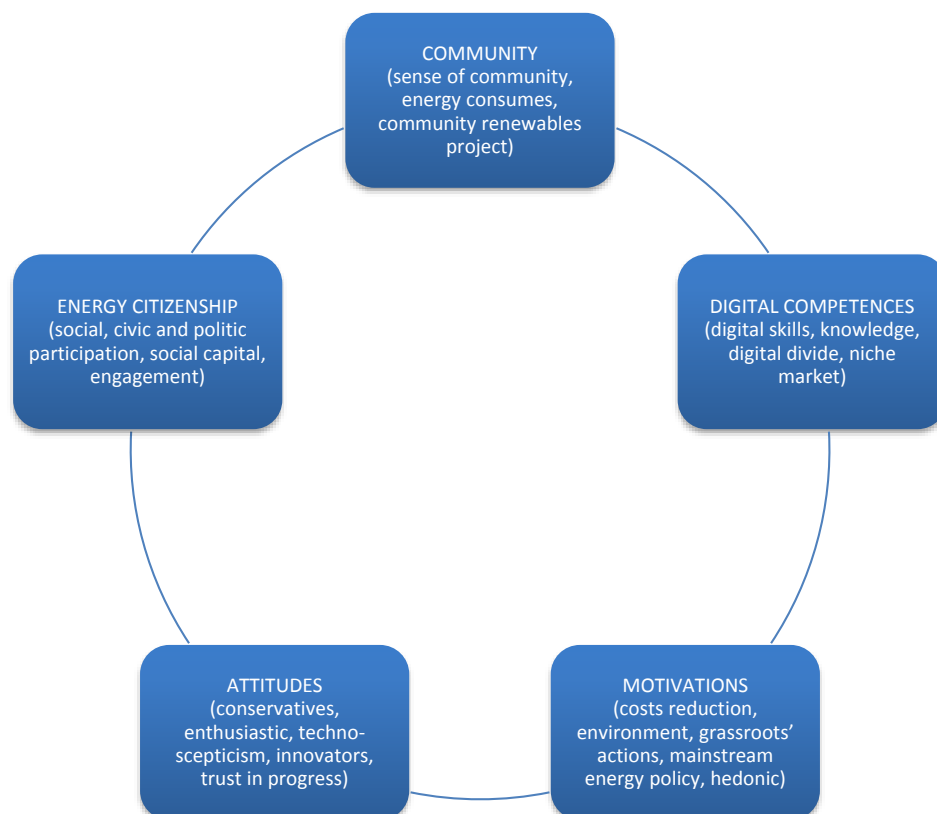 COMMUNITY
(sense of community,
energy consumes,
community renewables
project)
ENERGY CITIZENSHIP
(social, civic and politic
participation, social capital,
engagement)
DIGITAL COMPETENCES
(digital skills, knowledge,
digital divide, niche
market)
ATTITUDES
(conservatives,
enthusiastic, techno-
scepticism, innovators,
trust in progress)
MOTIVATIONS
(costs reduction,
environment, grassroots’
actions, mainstream
energy policy, hedonic)